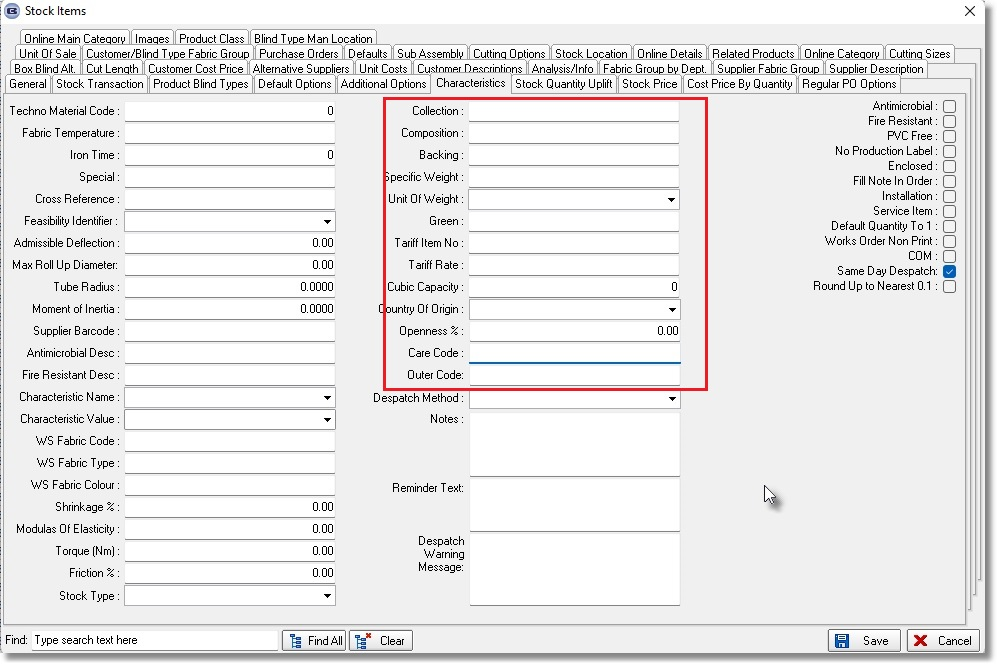 Stock Items
Online Main Category Images Product Class Blind Type Man Location
Unit Of Sale Customer/Blind Type Fabric Group Purchase Orders Defaults Sub Assembly Cutting Options Stock Location Online Details Related Products Online Category Cutting Sizes
Box Blind Alt. Cut Length Customer Cost Price Alternative Suppliers Unit Costs Customer Descriptions Analysis/Info Fabric Group by Dept. Supplier Fabric Group Supplier Description
General Stock Transaction Product Blind Types Default Options Additional Options Characteristics Stock Quantity Uplift Stock Price Cost Price By Quantity Regular PO Options
Techno Material Code : 0
Fabric Temperature :
Iron Time : 0
Special :
Cross Reference :
Feasibility Identifier :
Admissible Deflection : 0.00
Max Roll Up Diameter: 0.00
Tube Radius : 0.0000
Moment of Inertia : 0.0000
Supplier Barcode :
Antimicrobial Desc :
Fire Resistant Desc :
Characteristic Name :
Characteristic Value :
WS Fabric Code :
WS Fabric Type :
WS Fabric Colour :
Shrinkage % : 0.00
Modulas Of Elasticity : 0.00
Torque (Nm) : 0.00
Friction % : 0.00
Stock Type :
Collection :
Composition :
Backing :
Specific Weight :
Unit Of Weight :
Green :
Tariff Item No :
Tariff Rate :
Cubic Capacity : 0
Country Of Origin :
Openness % : 0.00
Care Code :
Outer Code:
Despatch Method :
Notes :
Reminder Text:
Despatch
Warning
Message:
Antimicrobial :
Fire Resistant :
PVC Free :
No Production Label :
Enclosed :
Fill Note In Order :
Installation :
Service Item :
Default Quantity To 1 :
Works Order Non Print :
COM :
Same Day Despatch:
Round Up to Nearest 0.1 :
Find: Type search text here Find All Clear Save Cancel